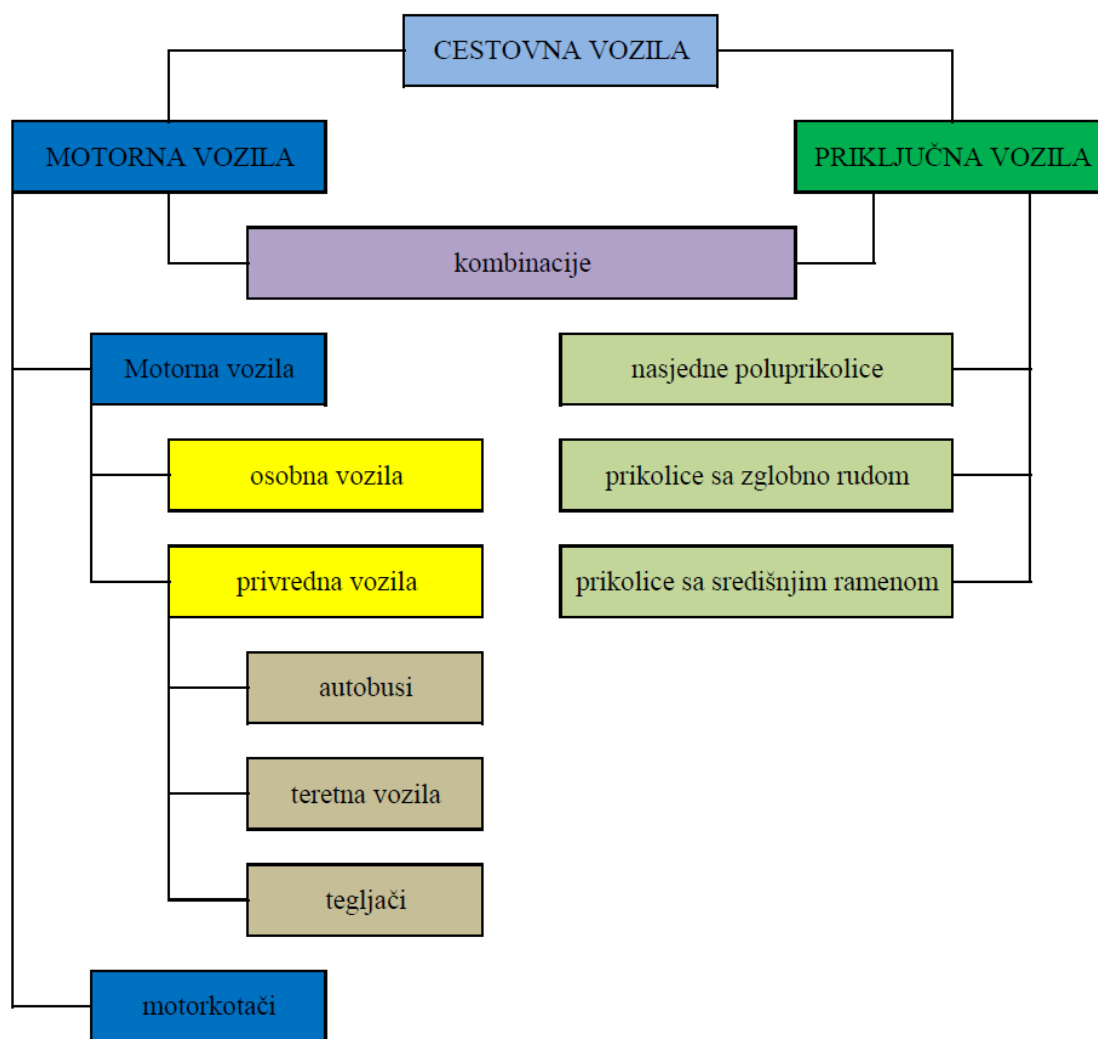 CESTOVNA VOZILA
MOTORNA VOZILA
PRIKLJUČNA VOZILA
kombinacije
Motorna vozila
nasjedne poluprikolice
osobna vozila
prikolice sa zglobno rudom
privredna vozila
prikolice sa središnjim ramenom
autobusi
teretna vozila
tegljači
motorkotači